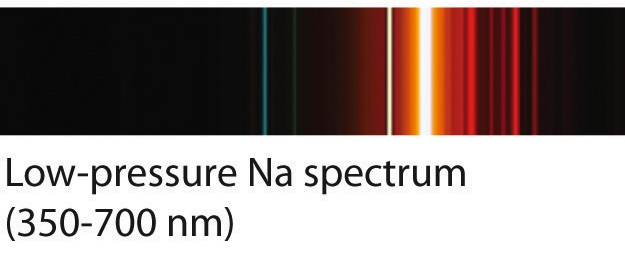 Low-pressure Na spectrum
(350-700 nm)